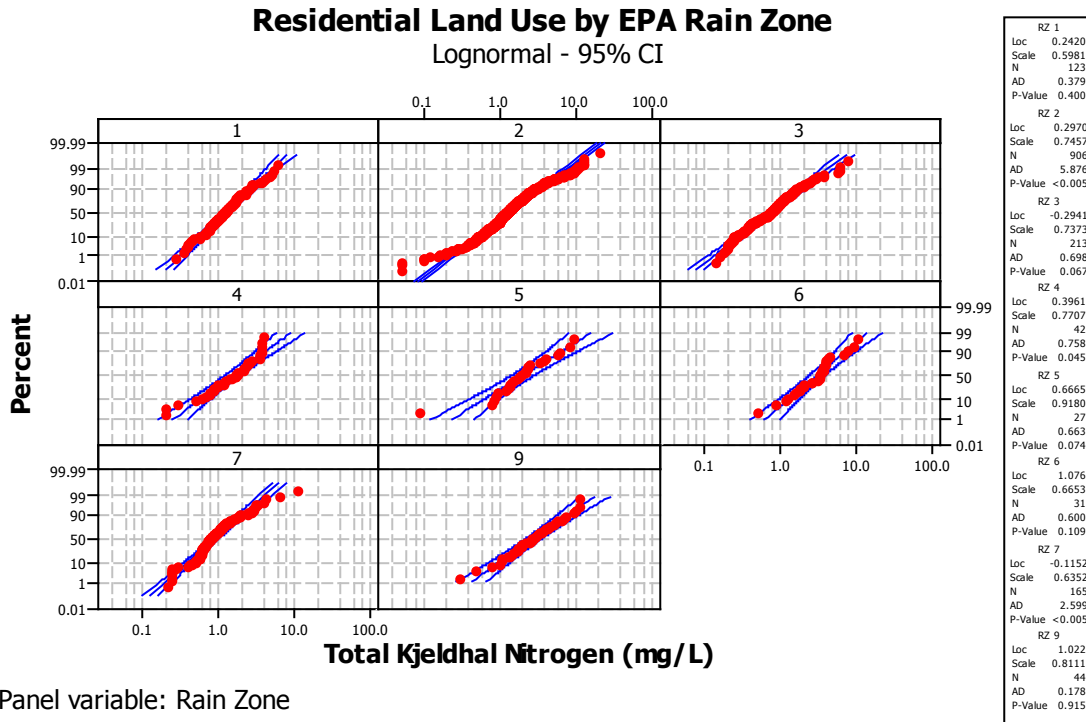 Residential Land Use by EPA Rain Zone
Lognormal - 95% CI
0.1 1.0 10.0 100.0
1 2 3
99.99
99
90
50
10
1
0.01
4 5 6
99.99
99
90
50
10
1
0.01
0.1 1.0 10.0 100.0
7 9
99.99
99
90
50
10
1
0.01
0.1 1.0 10.0 100.0
Percent
Total Kjeldhal Nitrogen (mg/L)
Panel variable: Rain Zone
RZ 1
Loc 0.2420
Scale 0.5981
N 123
AD 0.379
P-Value 0.400
RZ 2
Loc 0.2970
Scale 0.7457
N 906
AD 5.876
P-Value <0.005
RZ 3
Loc -0.2941
Scale 0.7373
N 213
AD 0.698
P-Value 0.067
RZ 4
Loc 0.3961
Scale 0.7707
N 42
AD 0.758
P-Value 0.045
RZ 5
Loc 0.6665
Scale 0.9180
N 27
AD 0.663
P-Value 0.074
RZ 6
Loc 1.076
Scale 0.6653
N 31
AD 0.600
P-Value 0.109
RZ 7
Loc -0.1152
Scale 0.6352
N 165
AD 2.599
P-Value <0.005
RZ 9
Loc 1.022
Scale 0.8111
N 44
AD 0.178
P-Value 0.915